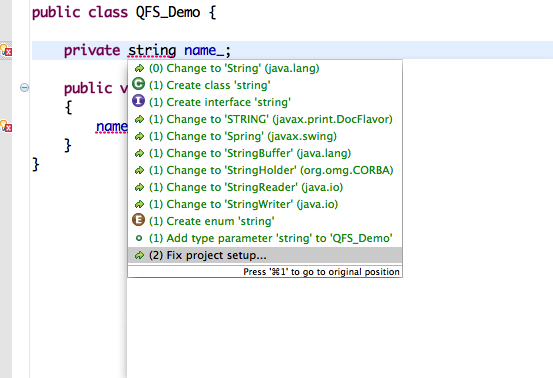 public class QFS_Demo {
private string name_;
(0) Change to 'String' (java.lang)
public v
C (1) Create class 'string'
I (1) Create interface 'string'
{
(1) Change to 'STRING' (javax.print.DocFlavor)
name
(1) Change to 'Spring' (javax.swing)
}
(1) Change to 'StringBuffer' (java.lang)
}
(1) Change to 'StringHolder' (org.omg.CORBA)
(1) Change to 'StringReader' (java.io)
(1) Change to 'StringWriter' (java.io)
E (1) Create enum 'string'
(1) Add type parameter 'string' to 'QFS_Demo'
(2) Fix project setup...
Press '⌘1' to go to original position